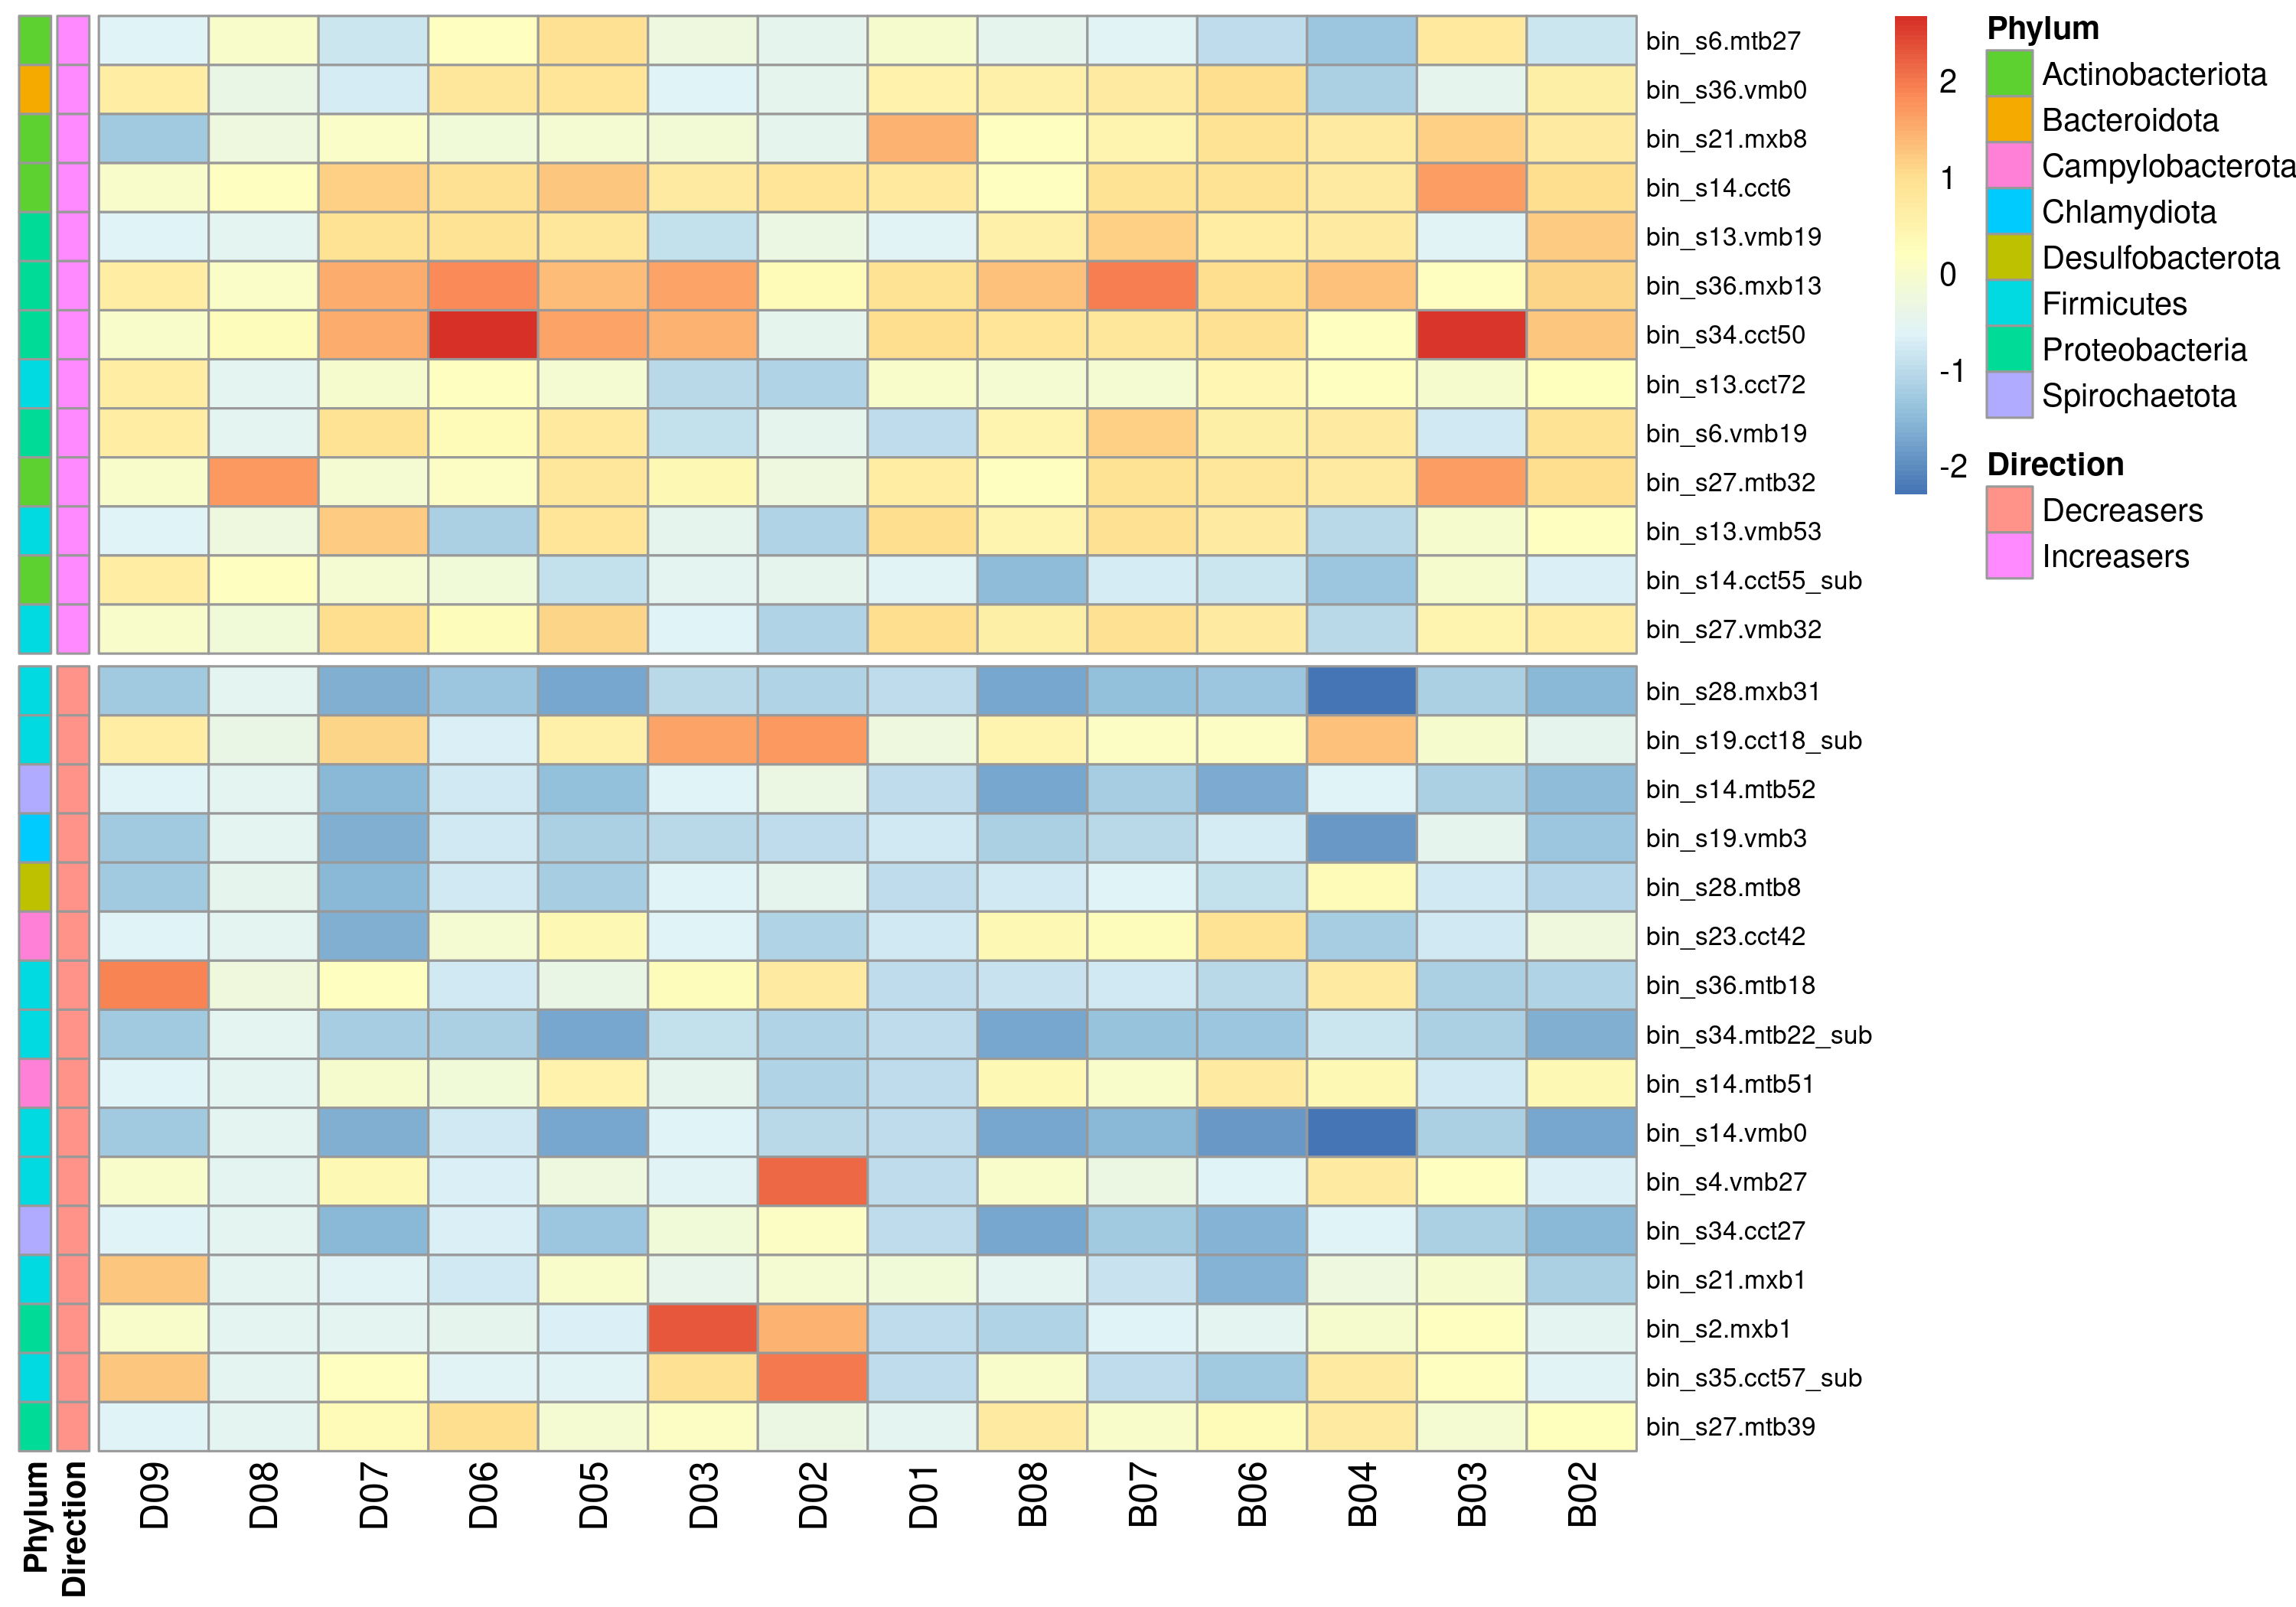 bin_s6.mtb27
bin_s36.vmb0
bin_s21.mxb8
bin_s14.cct6
bin_s13.vmb19
bin_s36.mxb13
bin_s34.cct50
bin_s13.cct72
bin_s6.vmb19
bin_s27.mtb32
bin_s13.vmb53
bin_s14.cct55_sub
bin_s27.vmb32
bin_s28.mxb31
bin_s19.cct18_sub
bin_s14.mtb52
bin_s19.vmb3
bin_s28.mtb8
bin_s23.cct42
bin_s36.mtb18
bin_s34.mtb22_sub
bin_s14.mtb51
bin_s14.vmb0
bin_s4.vmb27
bin_s34.cct27
bin_s21.mxb1
bin_s2.mxb1
bin_s35.cct57_sub
bin_s27.mtb39
Phylum
Direction
D09
D08
D07
D06
D05
D03
D02
D01
B08
B07
B06
B04
B03
B02
2
1
0
-1
-2
Phylum
Actinobacteriota
Bacteroidota
Campylobacterota
Chlamydiota
Desulfobacterota
Firmicutes
Proteobacteria
Spirochaetota
Direction
Decreasers
Increasers